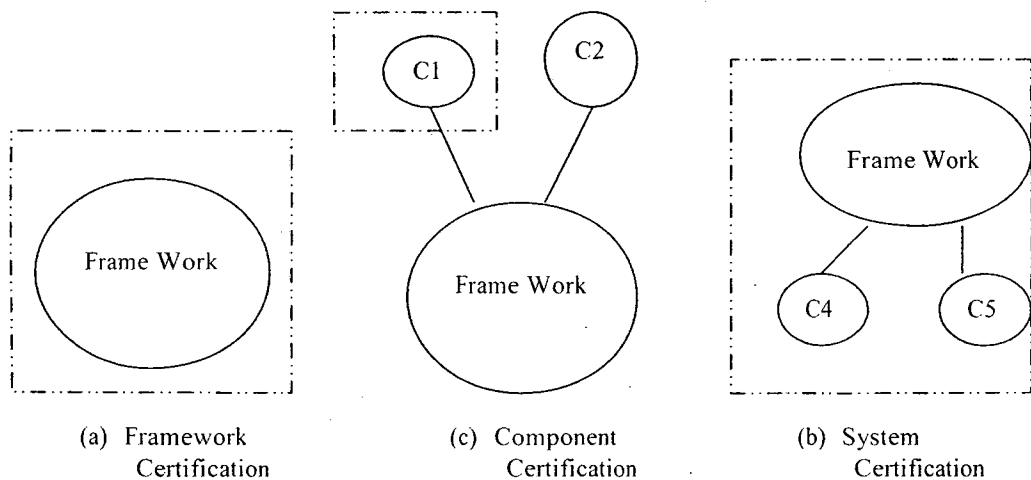 C1
C2
Frame Work
Frame Work
Frame Work
C4
C5
(a) Framework
Certification
(c) Component
Certification
(b) System
Certification